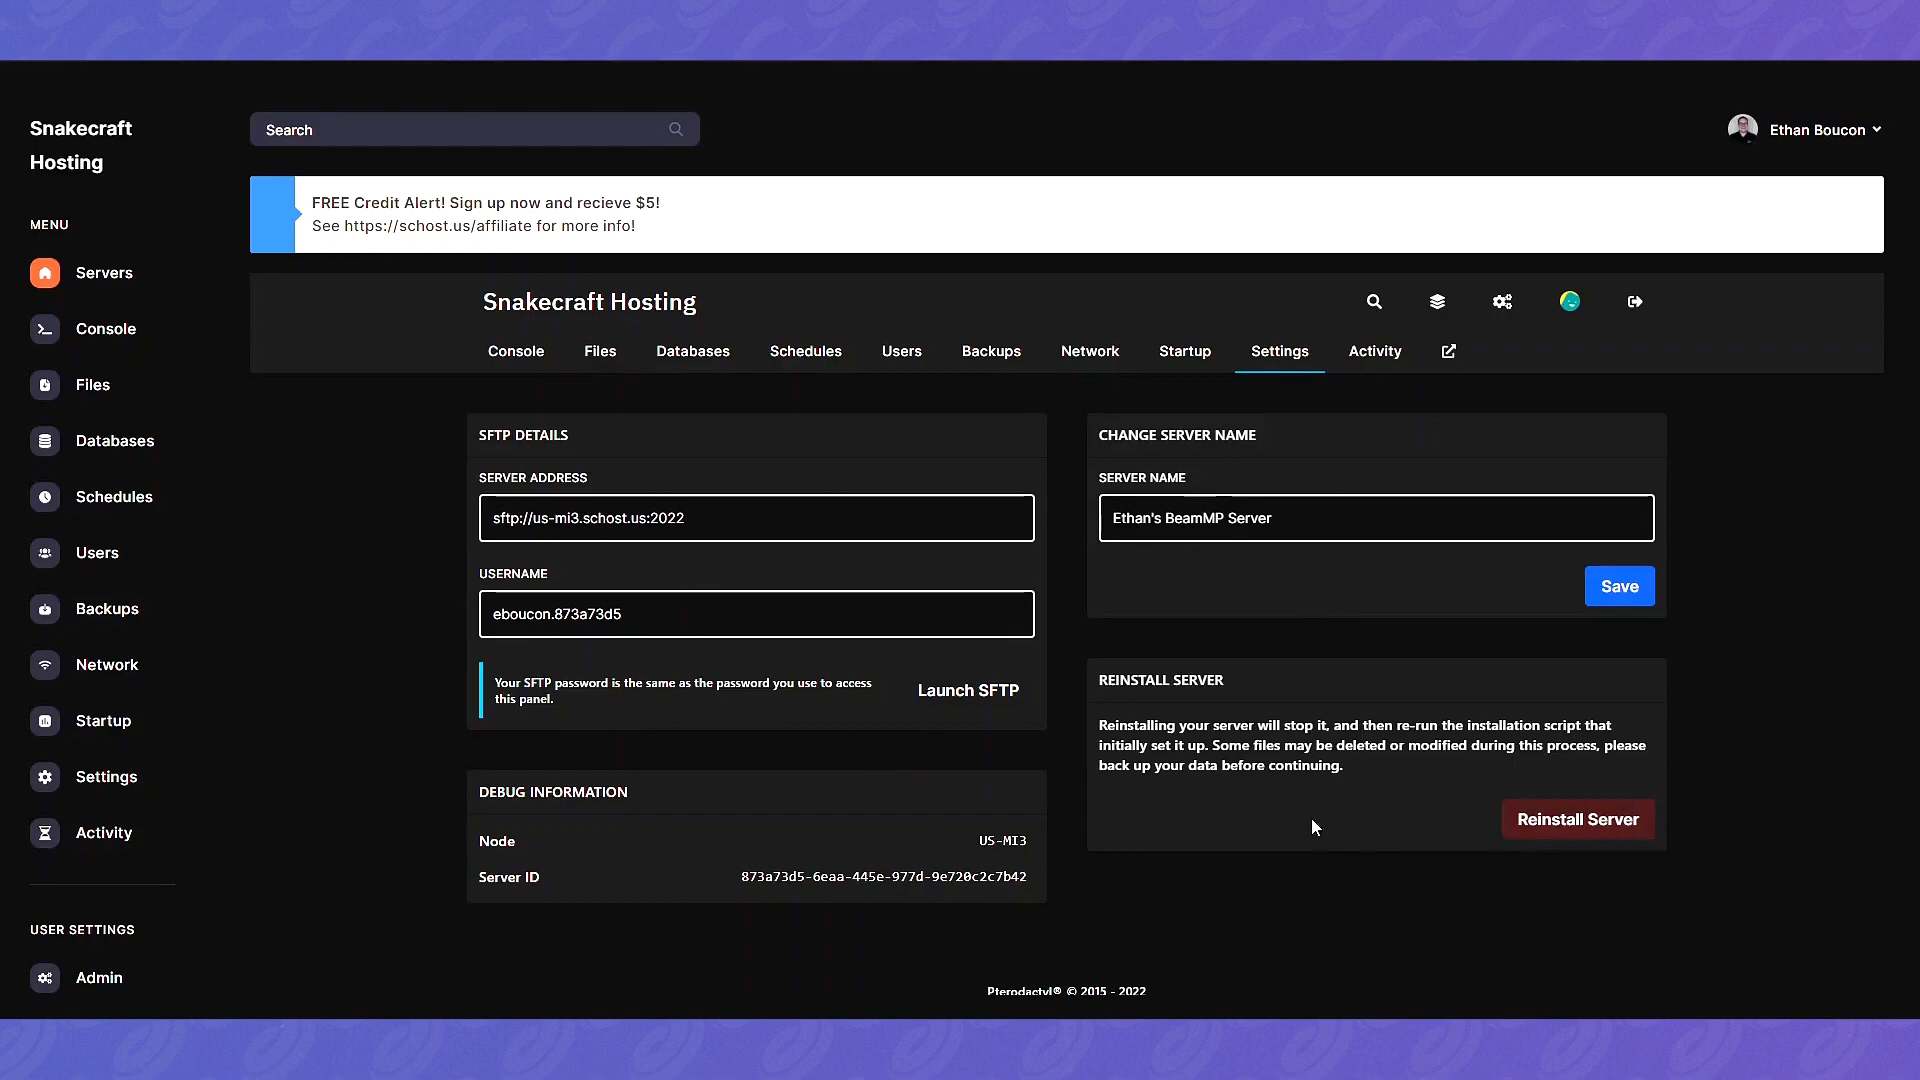 Snakecraft
Hosting
MENU
Servers
Console
Files
Databases
Schedules
Users
Backups
Network
Startup
Settings
Activity
USER SETTINGS
Admin
Search
Ethan Boucon
FREE Credit Alert! Sign up now and recieve $5!
See https://schost.us/affiliate for more info!
Snakecraft Hosting
Console Files Databases Schedules Users Backups Network Startup Settings Activity
SFTP DETAILS
SERVER ADDRESS
sftp://us-mi3.schost.us:2022
USERNAME
eboucon.873a73d5
Your SFTP password is the same as the password you use to access
this panel.
Launch SFTP
DEBUG INFORMATION
Node US-MI3
Server ID 873a73d5-6eaa-445e-977d-9e720c2c7b42
CHANGE SERVER NAME
SERVER NAME
Ethan's BeamMP Server
Save
REINSTALL SERVER
Reinstalling your server will stop it, and then re-run the installation script that
initially set it up. Some files may be deleted or modified during this process, please
back up your data before continuing.
Reinstall Server
Pterodactyl® © 2015 - 2022